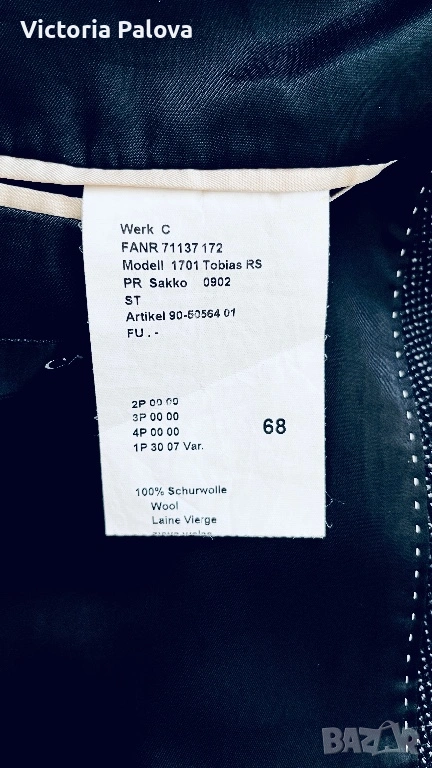 Victoria Palova
Werk C
FANR 71137 172
Modell 1701 Tobias RS
PR Sakko 0902
ST
Artikel 90-50564 01
FU . -
2P 00 00
3P 00 00
4P 00 00
1P 30 07 Var.
68
100% Schurwolle
Wool
Laine Vierge
BAZAR